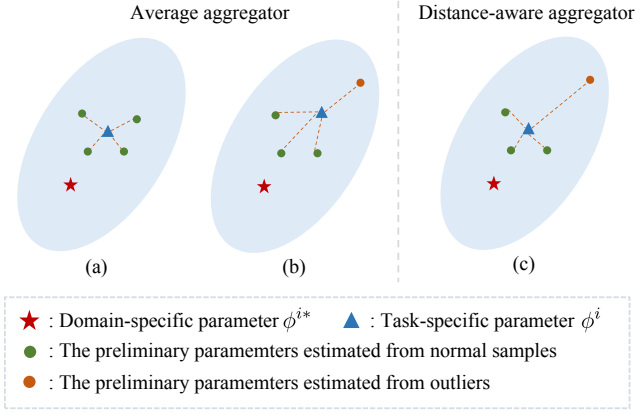 Average aggregator
Distance-aware aggregator
(a)
(b)
(c)
: Domain-specific parameter ϕ^{i*}
: Task-specific parameter ϕ^{i}
: The preliminary paramemters estimated from normal samples
: The preliminary paramemters estimated from outliers